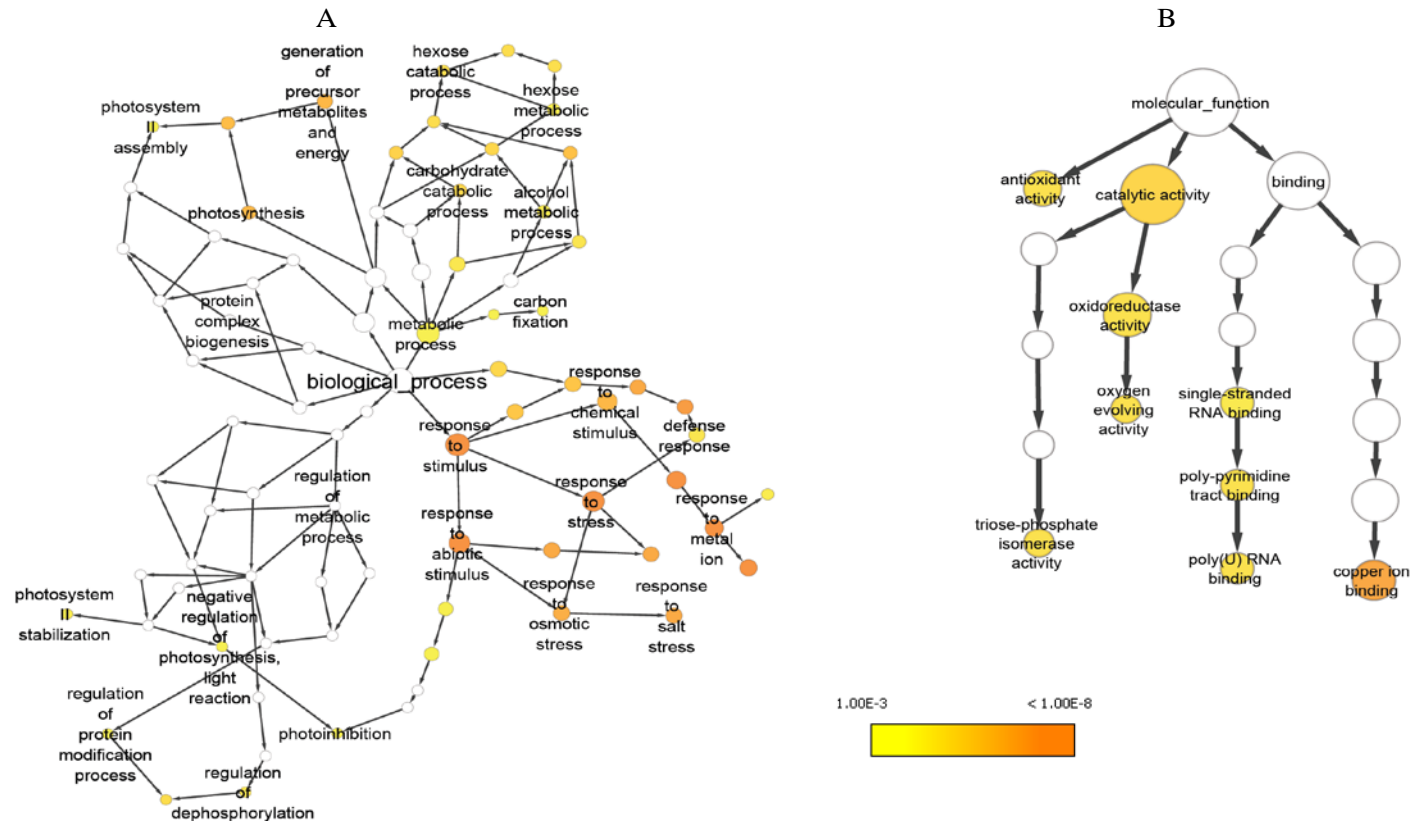 A
B
generation
of
precursor
metabolites
and
energy
hexose
catabolic
process
hexose
metabolic
process
photosystem
II
assembly
carbohydrate
catabolic
process
alcohol
metabolic
process
photosynthesis
protein
complex
biogenesis
metabolic
process
carbon
fixation
biological_process
response
to
stimulus
response
to
chemical
stimulus
defense
response
regulation
of
metabolic
process
response
to
abiotic
stimulus
response
to
stress
response
to
metal
ion
photosystem
II
stabilization
negative
regulation
of
photosynthesis,
light
reaction
response
to
osmotic
stress
response
to
salt
stress
regulation
of
protein
modification
process
photoinhibition
regulation
of
dephosphorylation
molecular_function
antioxidant
activity
catalytic activity
binding
oxidoreductase
activity
oxygen
evolving
activity
single-stranded
RNA binding
poly-pyrimidine
tract binding
triose-phosphate
isomerase
activity
poly(U) RNA
binding
copper ion
binding
1.00E-3
< 1.00E-8